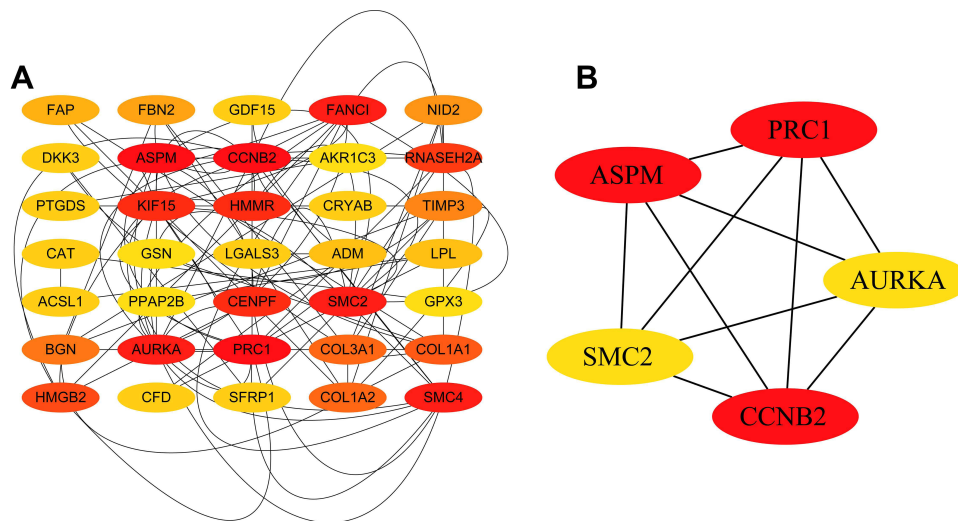 A
FAP FBN2 GDF15 FANCI NID2
DKK3 ASPM CCNB2 AKR1C3 RNASEH2A
PTGDS KIF15 HMMR CRYAB TIMP3
CAT GSN LGALS3 ADM LPL
ACSL1 PPAP2B CENPF SMC2 GPX3
BGN AURKA PRC1 COL3A1 COL1A1
HMGB2 CFD SFRP1 COL1A2 SMC4
B
PRC1
ASPM
AURKA
SMC2
CCNB2